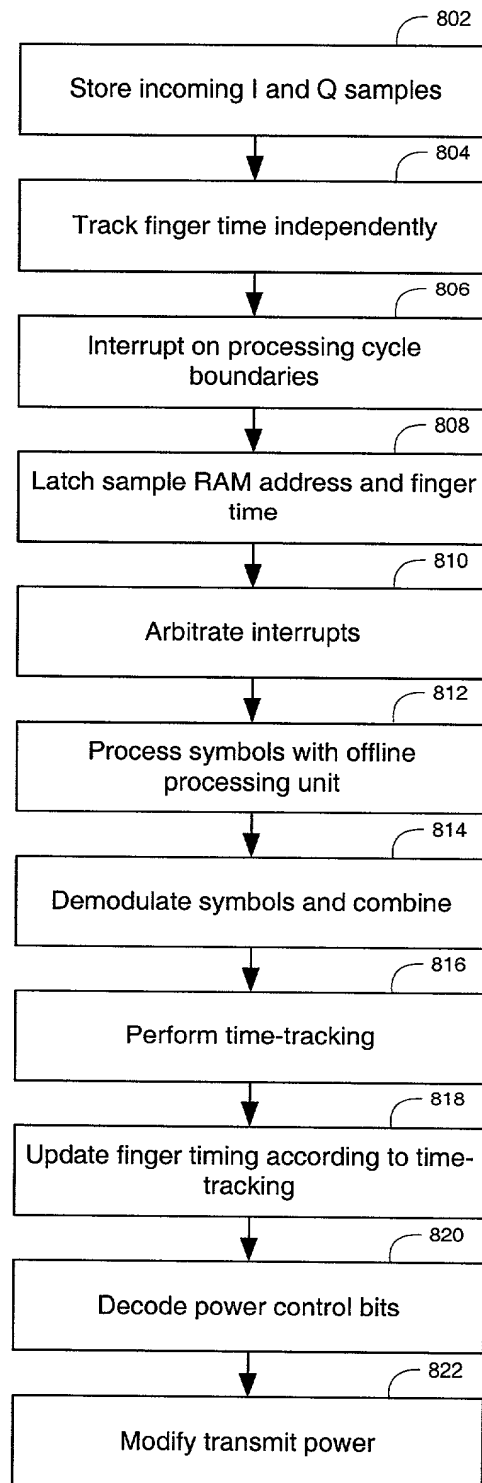 802
Store incoming I and Q samples
804
Track finger time independently
806
Interrupt on processing cycle
boundaries
808
Latch sample RAM address and finger
time
810
Arbitrate interrupts
812
Process symbols with offline
processing unit
814
Demodulate symbols and combine
816
Perform time-tracking
818
Update finger timing according to time-
tracking
820
Decode power control bits
822
Modify transmit power